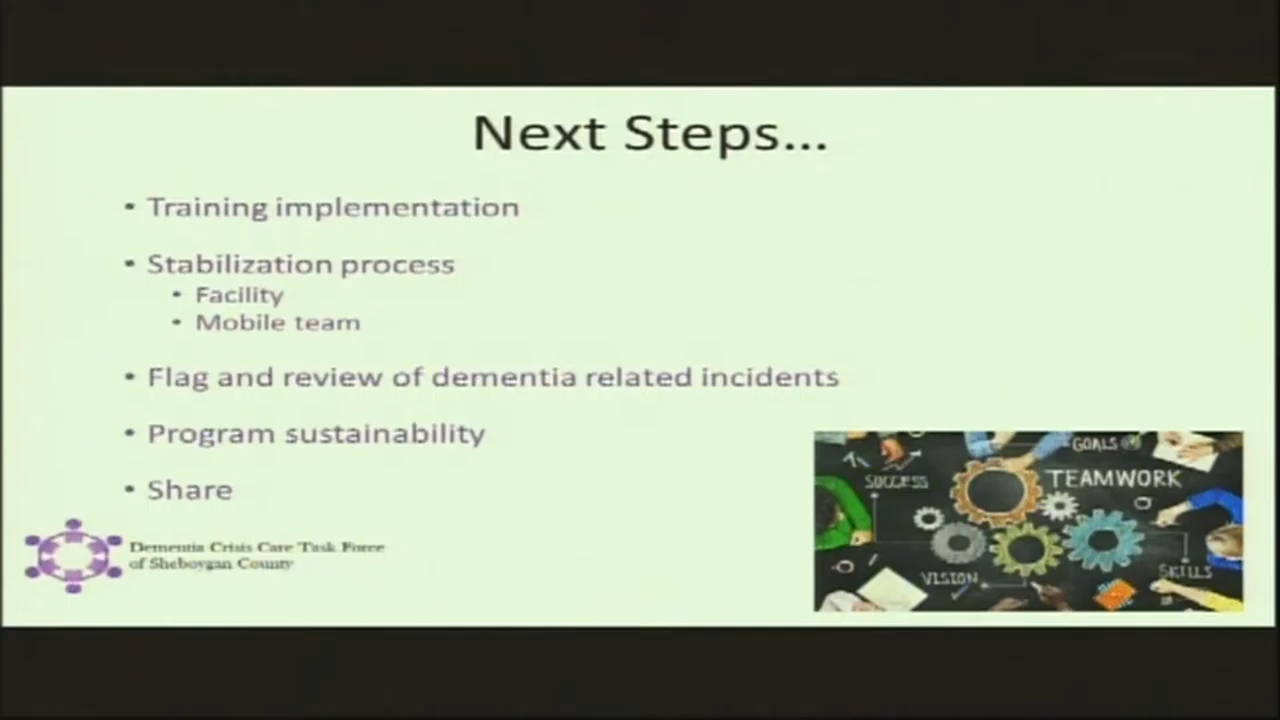 Next Steps...
• Training implementation
• Stabilization process
• Facility
• Mobile team
• Flag and review of dementia related incidents
• Program sustainability
• Share
Dementia Crisis Care Task Force
of Sheboygan County
GOALS
SUCCESS
TEAMWORK
VISION
SKILLS